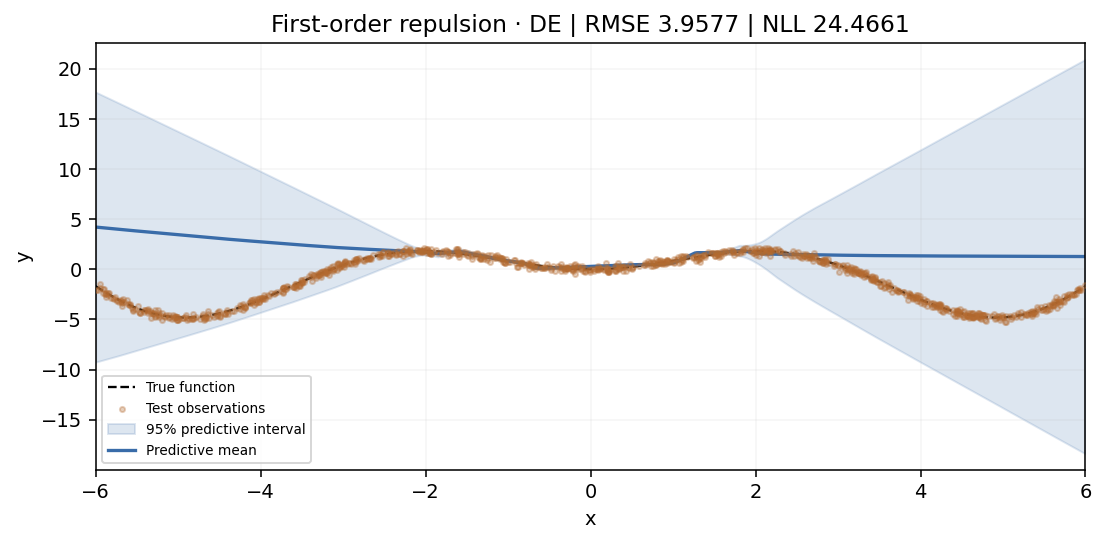 First-order repulsion · DE | RMSE 3.9577 | NLL 24.4661
20
15
10
5
0
−5
−10
−15
y
True function
Test observations
95% predictive interval
Predictive mean
−6 −4 −2 0 2 4 6
x